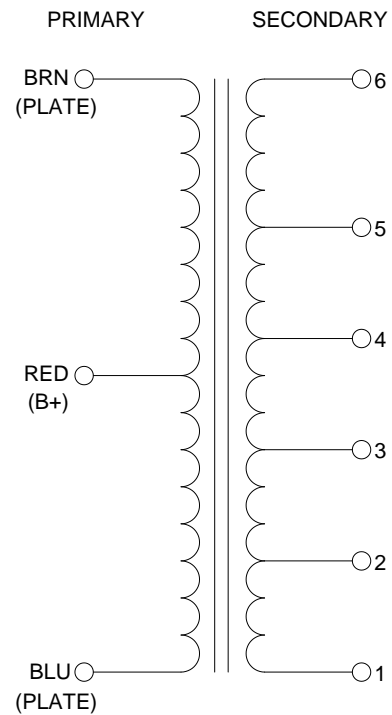 PRIMARY SECONDARY
BRN 6
(PLATE)
5
4
RED
(B+)
3
2
BLU 1
(PLATE)